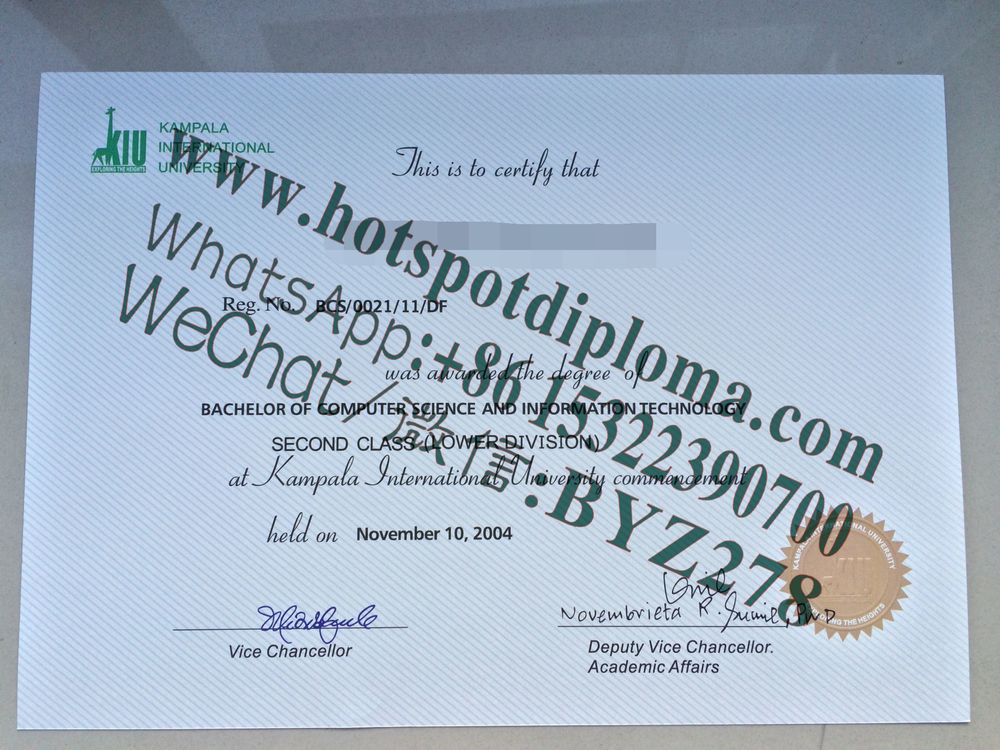 KIU
EXPLORING THE HEIGHTS
KAMPALA
INTERNATIONAL
UNIVERSITY
This is to certify that
www.hotspotdiploma.com
WhatsApp:+86 15322390700
WeChat/微信:BYZ278
Reg. No. BCS/0021/11/DF
was awarded the degree of
BACHELOR OF COMPUTER SCIENCE AND INFORMATION TECHNOLOGY
SECOND CLASS (LOWER DIVISION)
at Kampala International University commencement
held on November 10, 2004
KAMPALA INTERNATIONAL UNIVERSITY
KIU
EXPLORING THE HEIGHTS
Novembrieta R.
Vice Chancellor
Deputy Vice Chancellor.
Academic Affairs